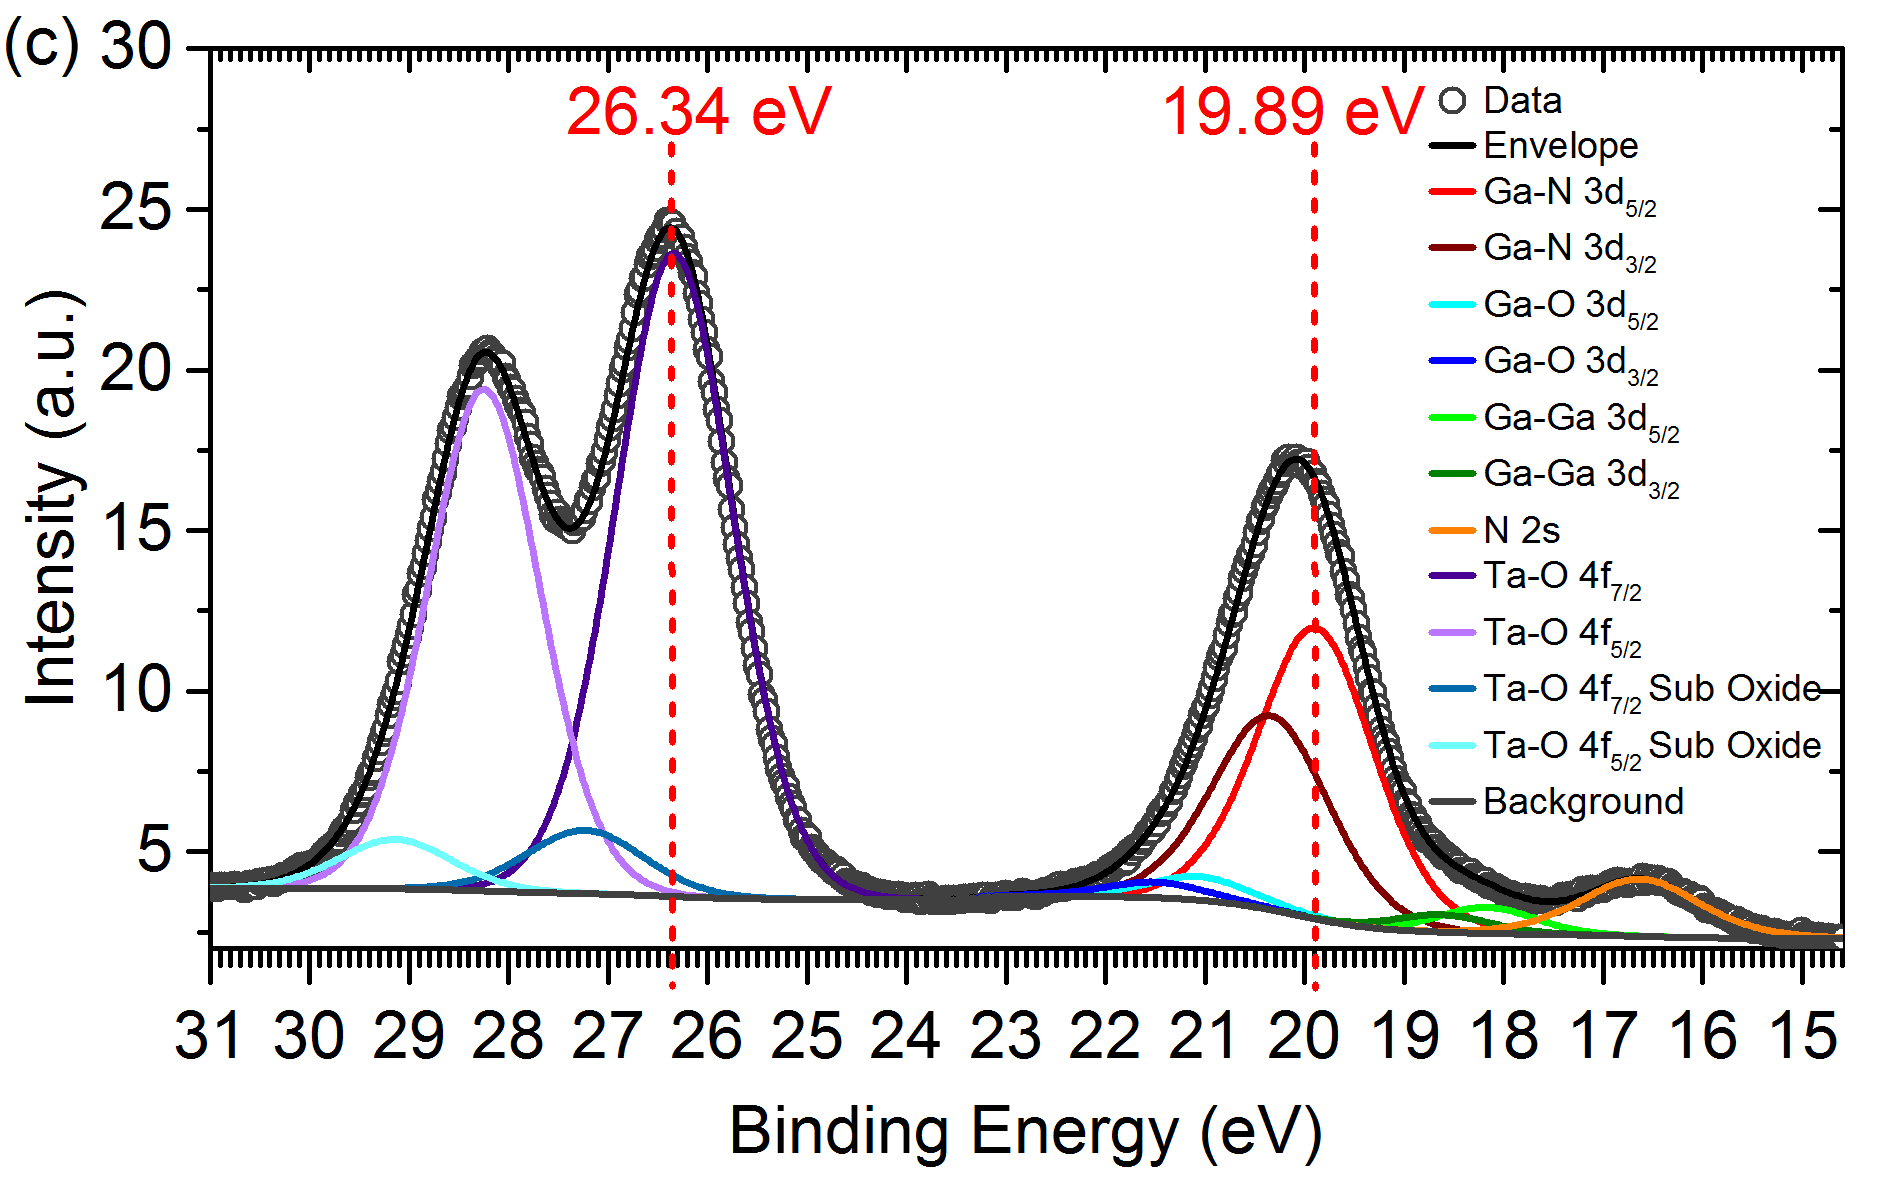 (c)
30
25
20
15
10
5
Intensity (a.u.)
26.34 eV
19.89 eV
Data
Envelope
Ga-N 3d5/2
Ga-N 3d3/2
Ga-O 3d5/2
Ga-O 3d3/2
Ga-Ga 3d5/2
Ga-Ga 3d3/2
N 2s
Ta-O 4f7/2
Ta-O 4f5/2
Ta-O 4f7/2 Sub Oxide
Ta-O 4f5/2 Sub Oxide
Background
31 30 29 28 27 26 25 24 23 22 21 20 19 18 17 16 15
Binding Energy (eV)